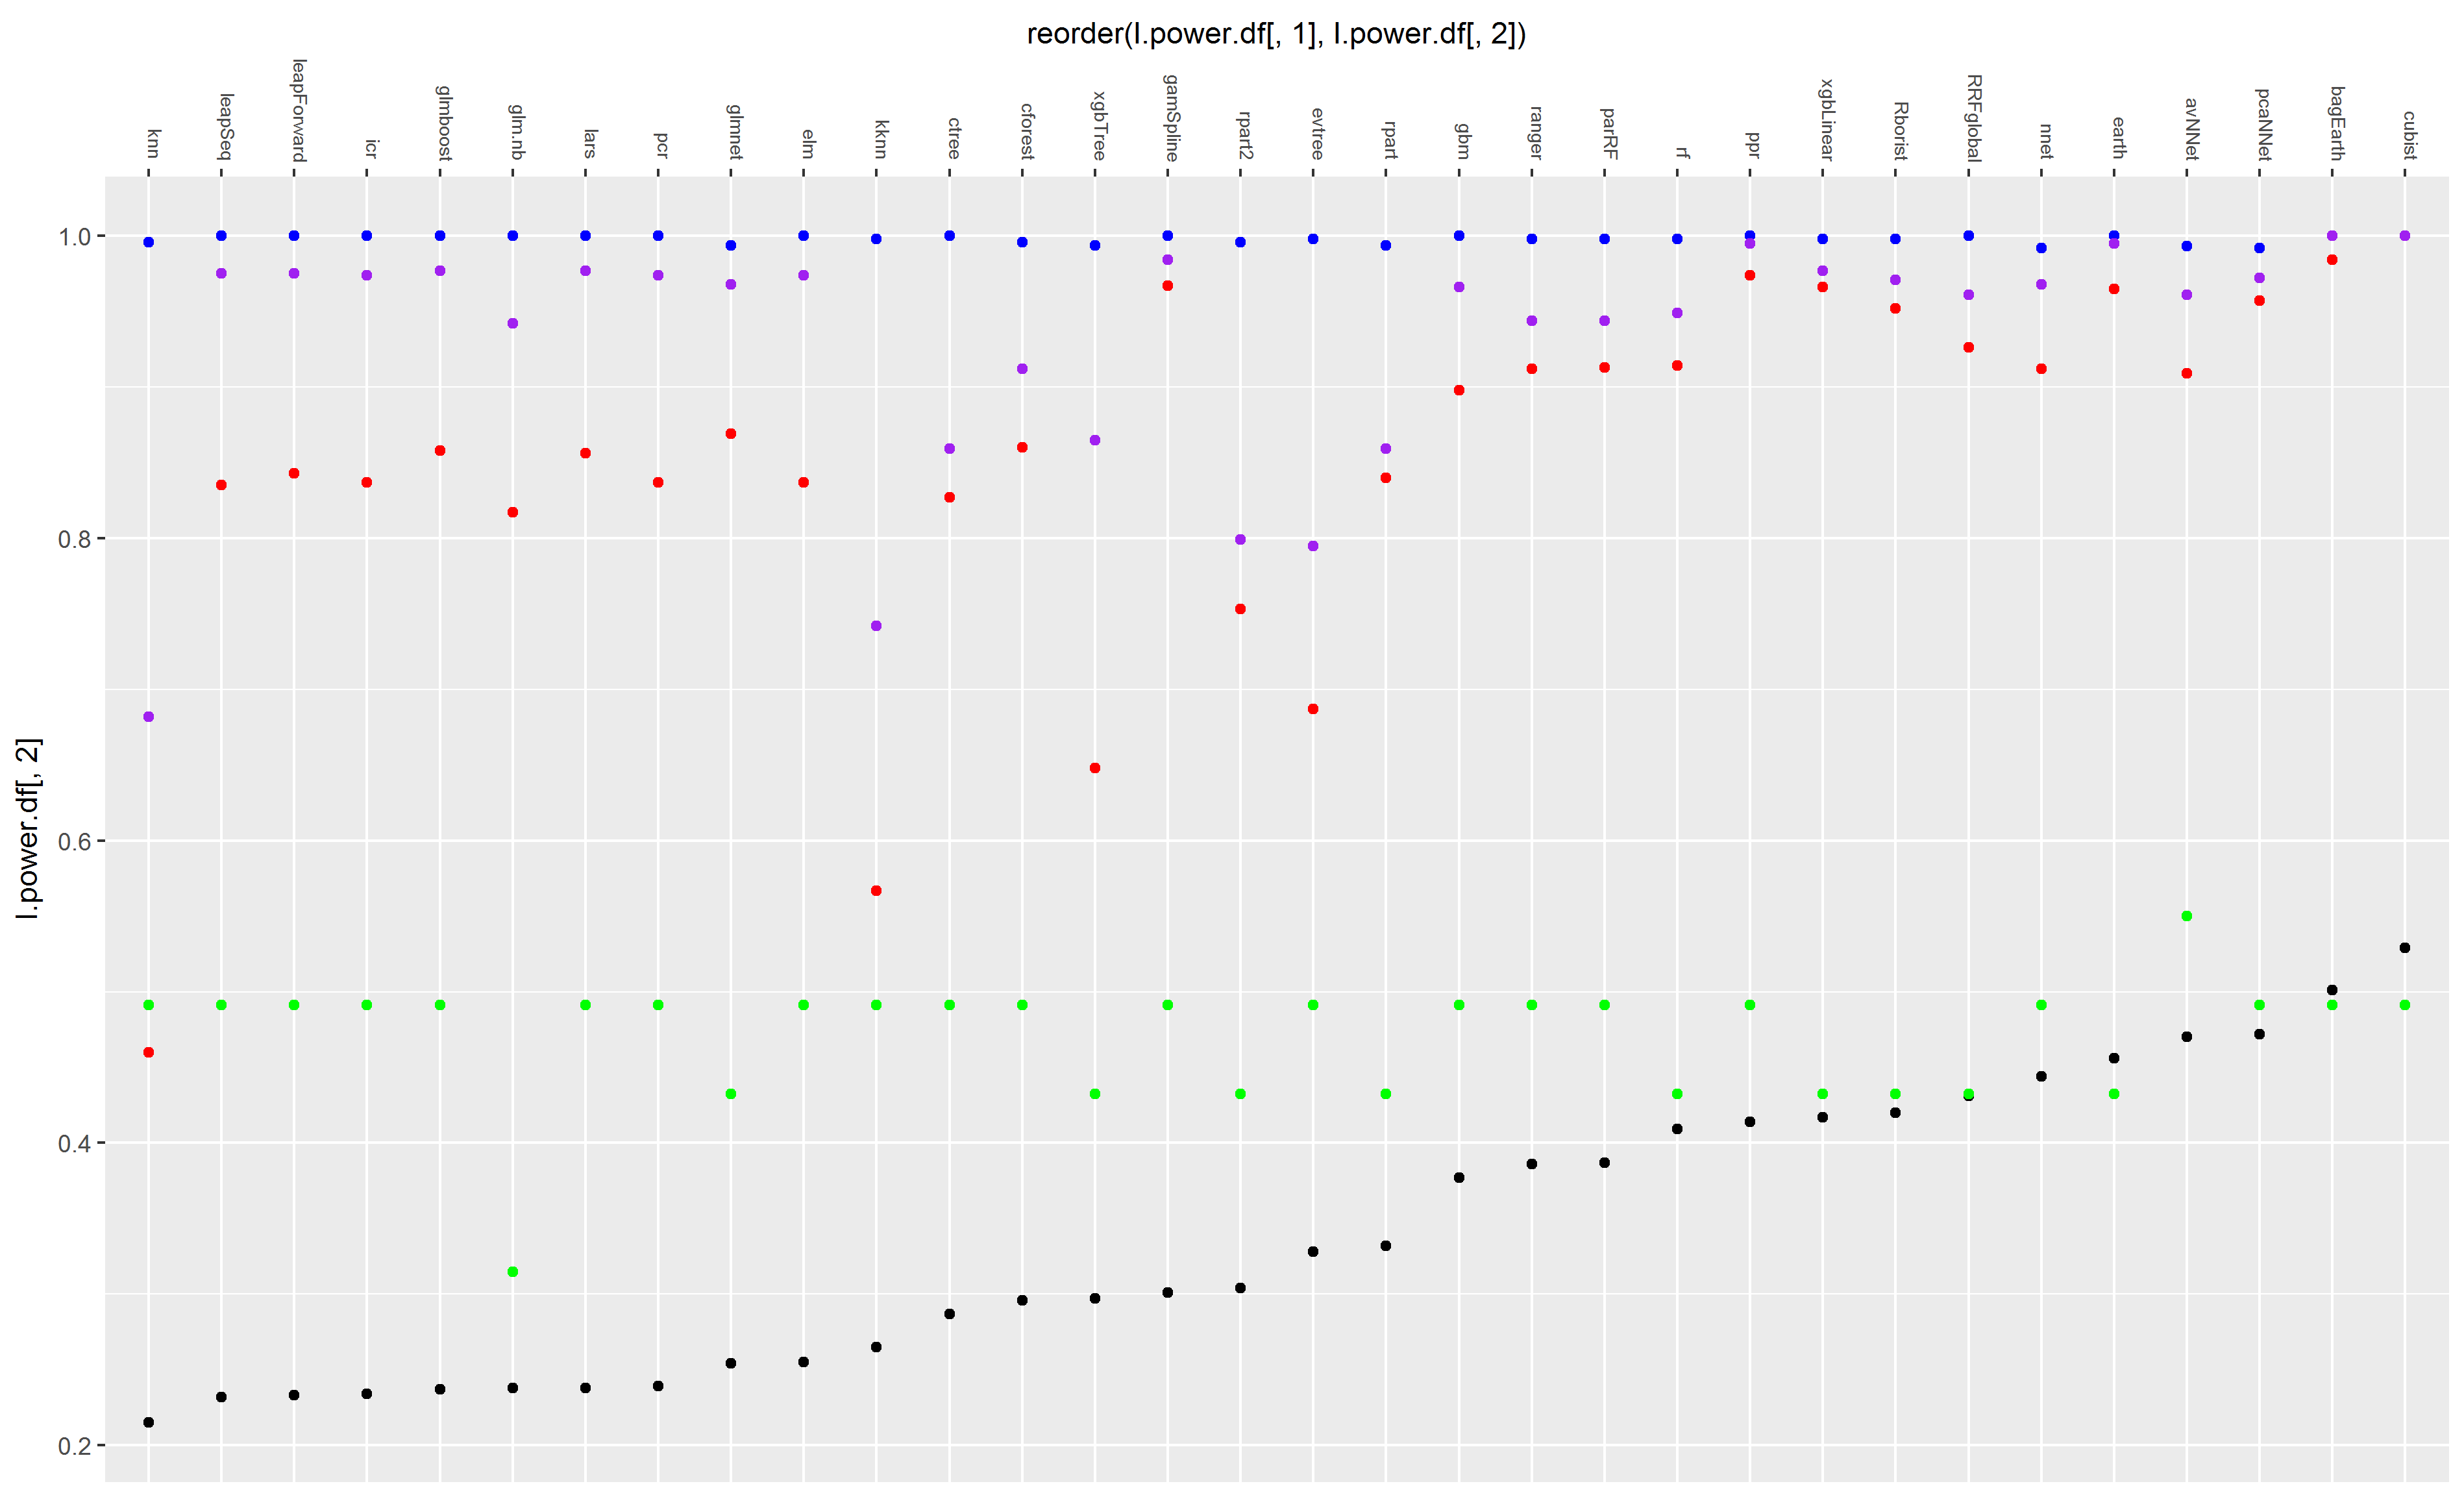 reorder(l.power.df[, 1], l.power.df[, 2])
knn
leapSeq
leapForward
icr
glmboost
glm.nb
lars
pcr
glmnet
elm
kknn
ctree
cforest
xgbTree
gamSpline
rpart2
evtree
rpart
gbm
ranger
parRF
rf
ppr
xgbLinear
Rborist
RRFglobal
nnet
earth
avNNet
pcaNNet
bagEarth
cubist
1.0
0.8
0.6
0.4
0.2
l.power.df[, 2]